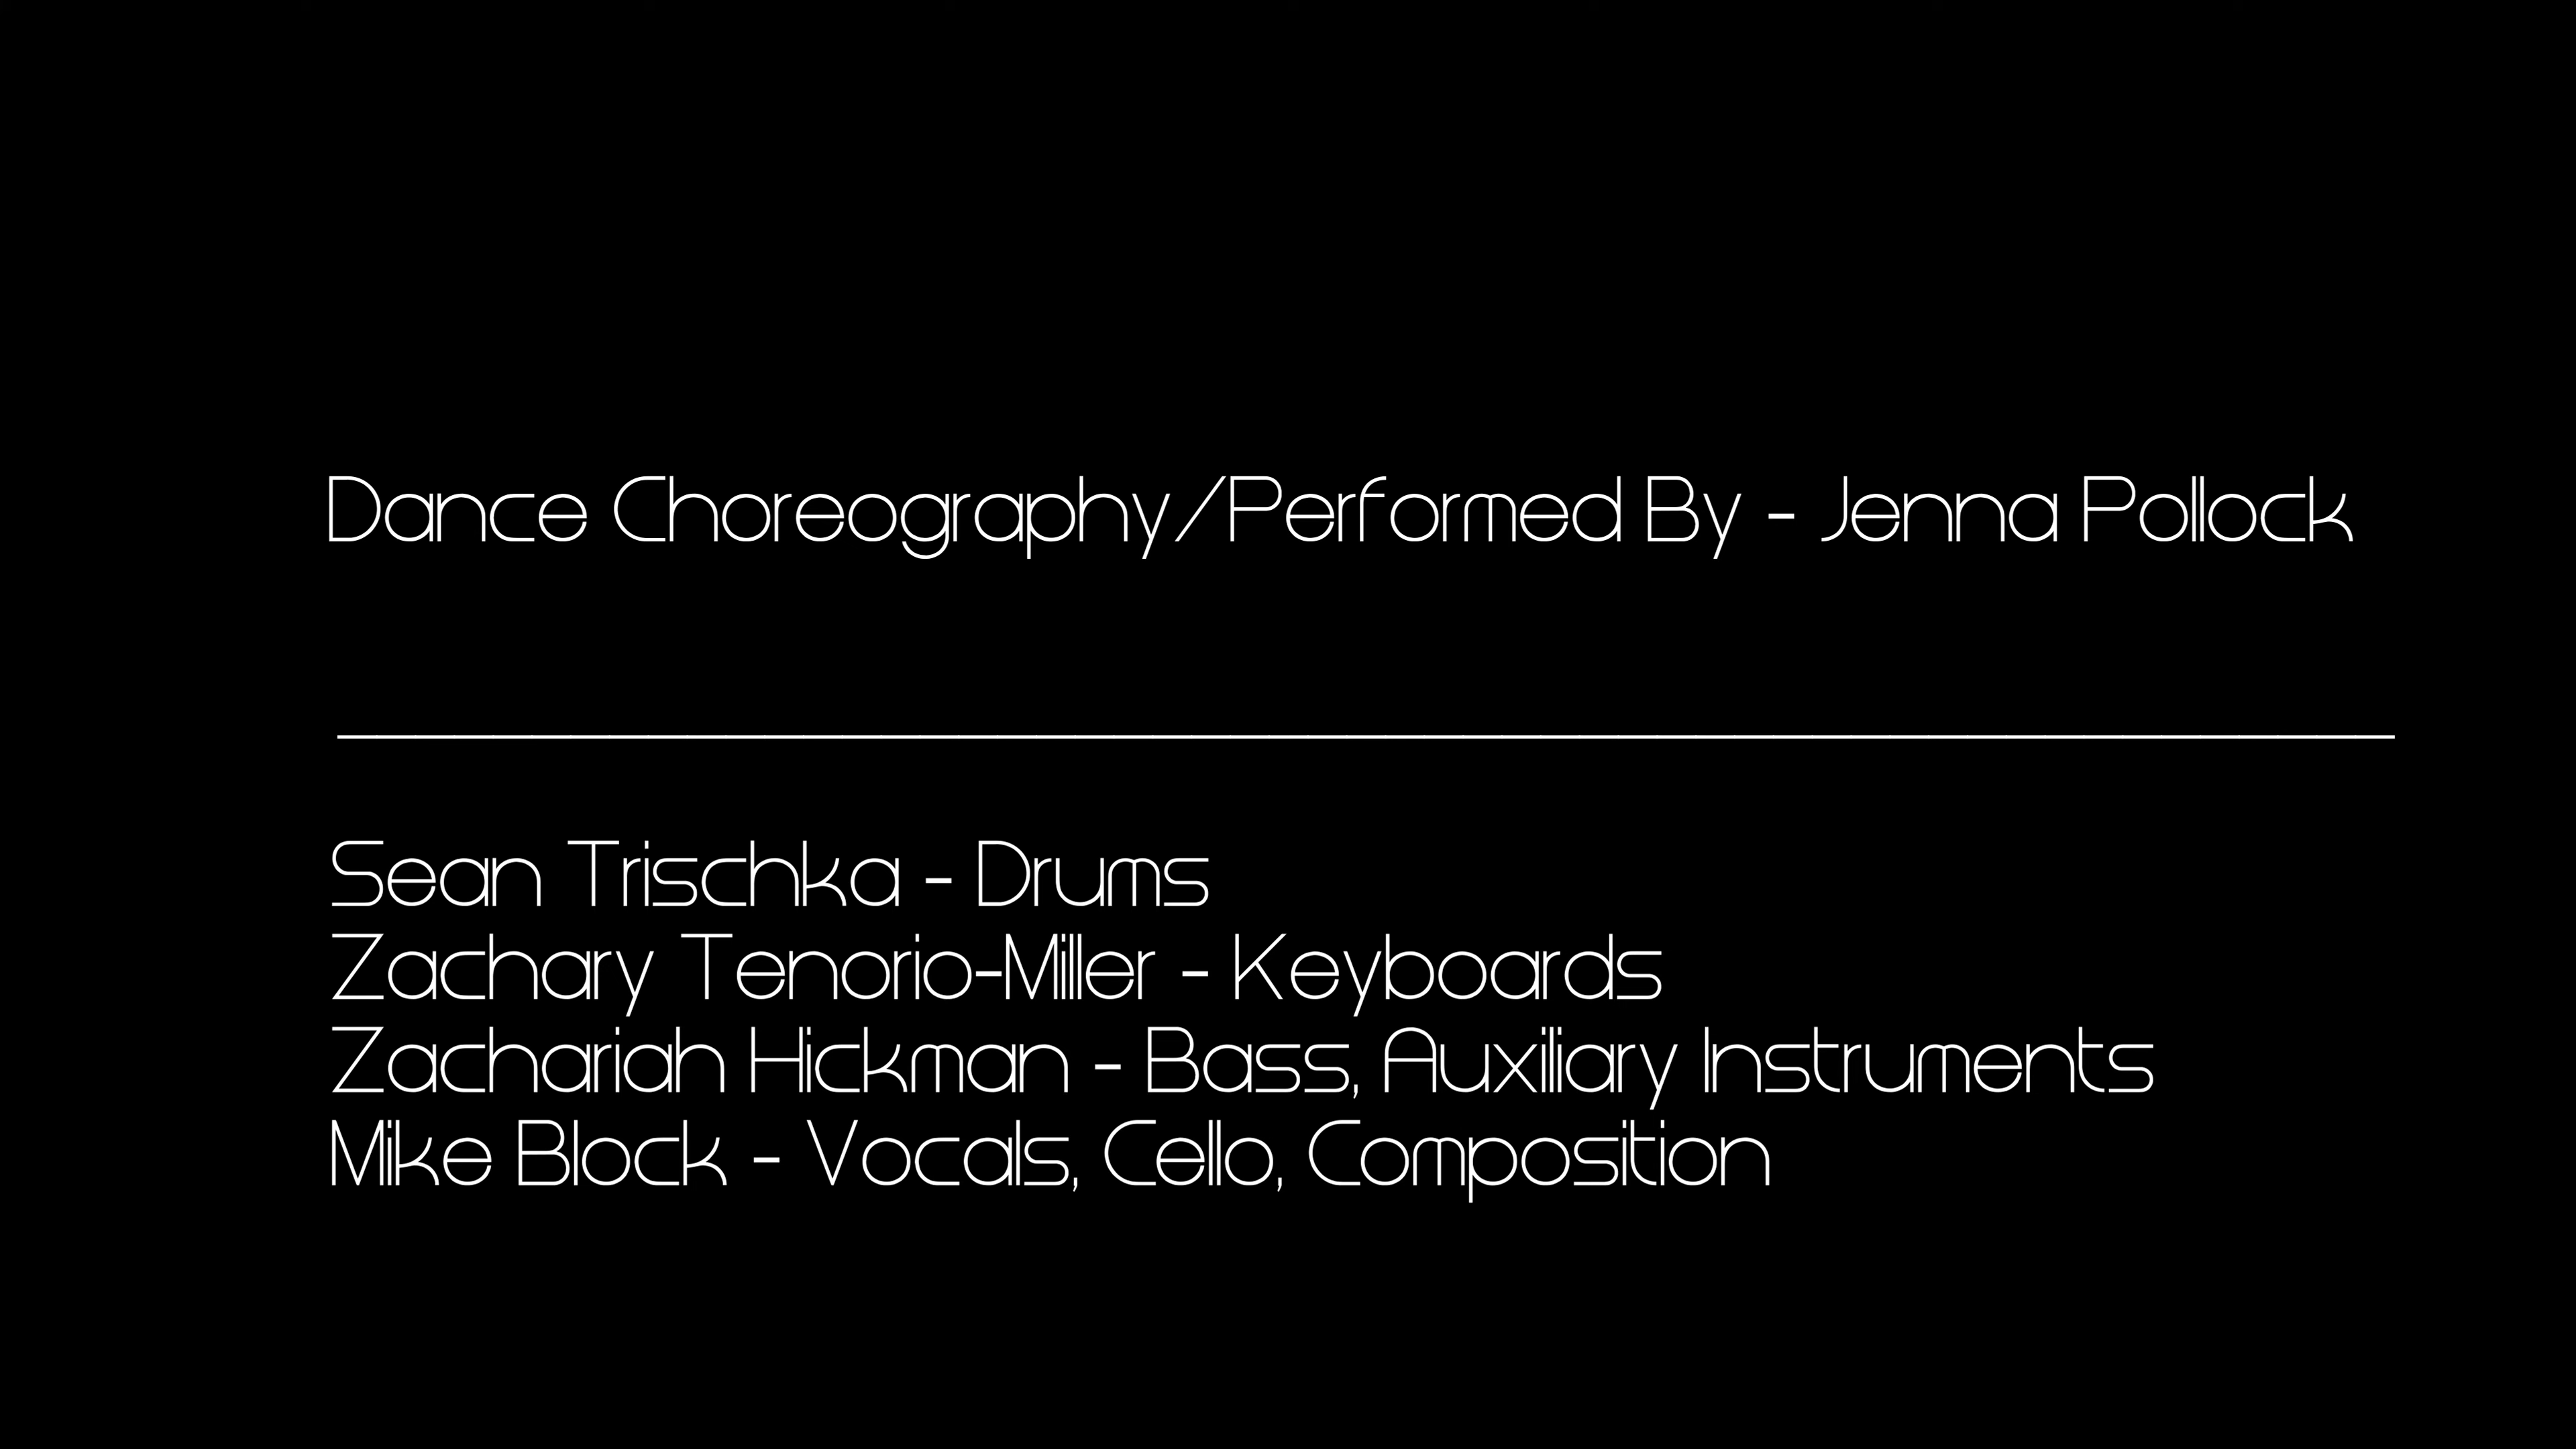 Dance Choreography/Performed By - Jenna Pollock
Sean Trischka - Drums
Zachary Tenorio-Miller - Keyboards
Zachariah Hickman - Bass, Auxiliary Instruments
Mike Block - Vocals, Cello, Composition